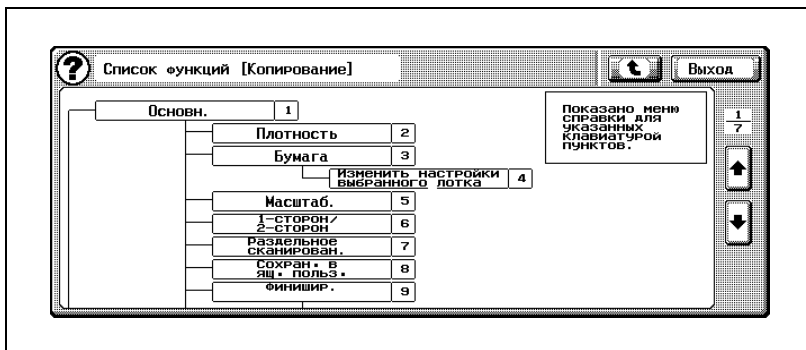 ?
Список функций [Копирование]
Выход
Основн. 1
Показано меню
справки для
указанных
клавиатурой
пунктов.
1
7
Плотность 2
Бумага 3
Изменить настройки
выбранного лотка 4
Масштаб. 5
1-сторон/
2-сторон 6
Раздельное
сканирован. 7
Сохран. в
ящ. польз. 8
Финишир. 9